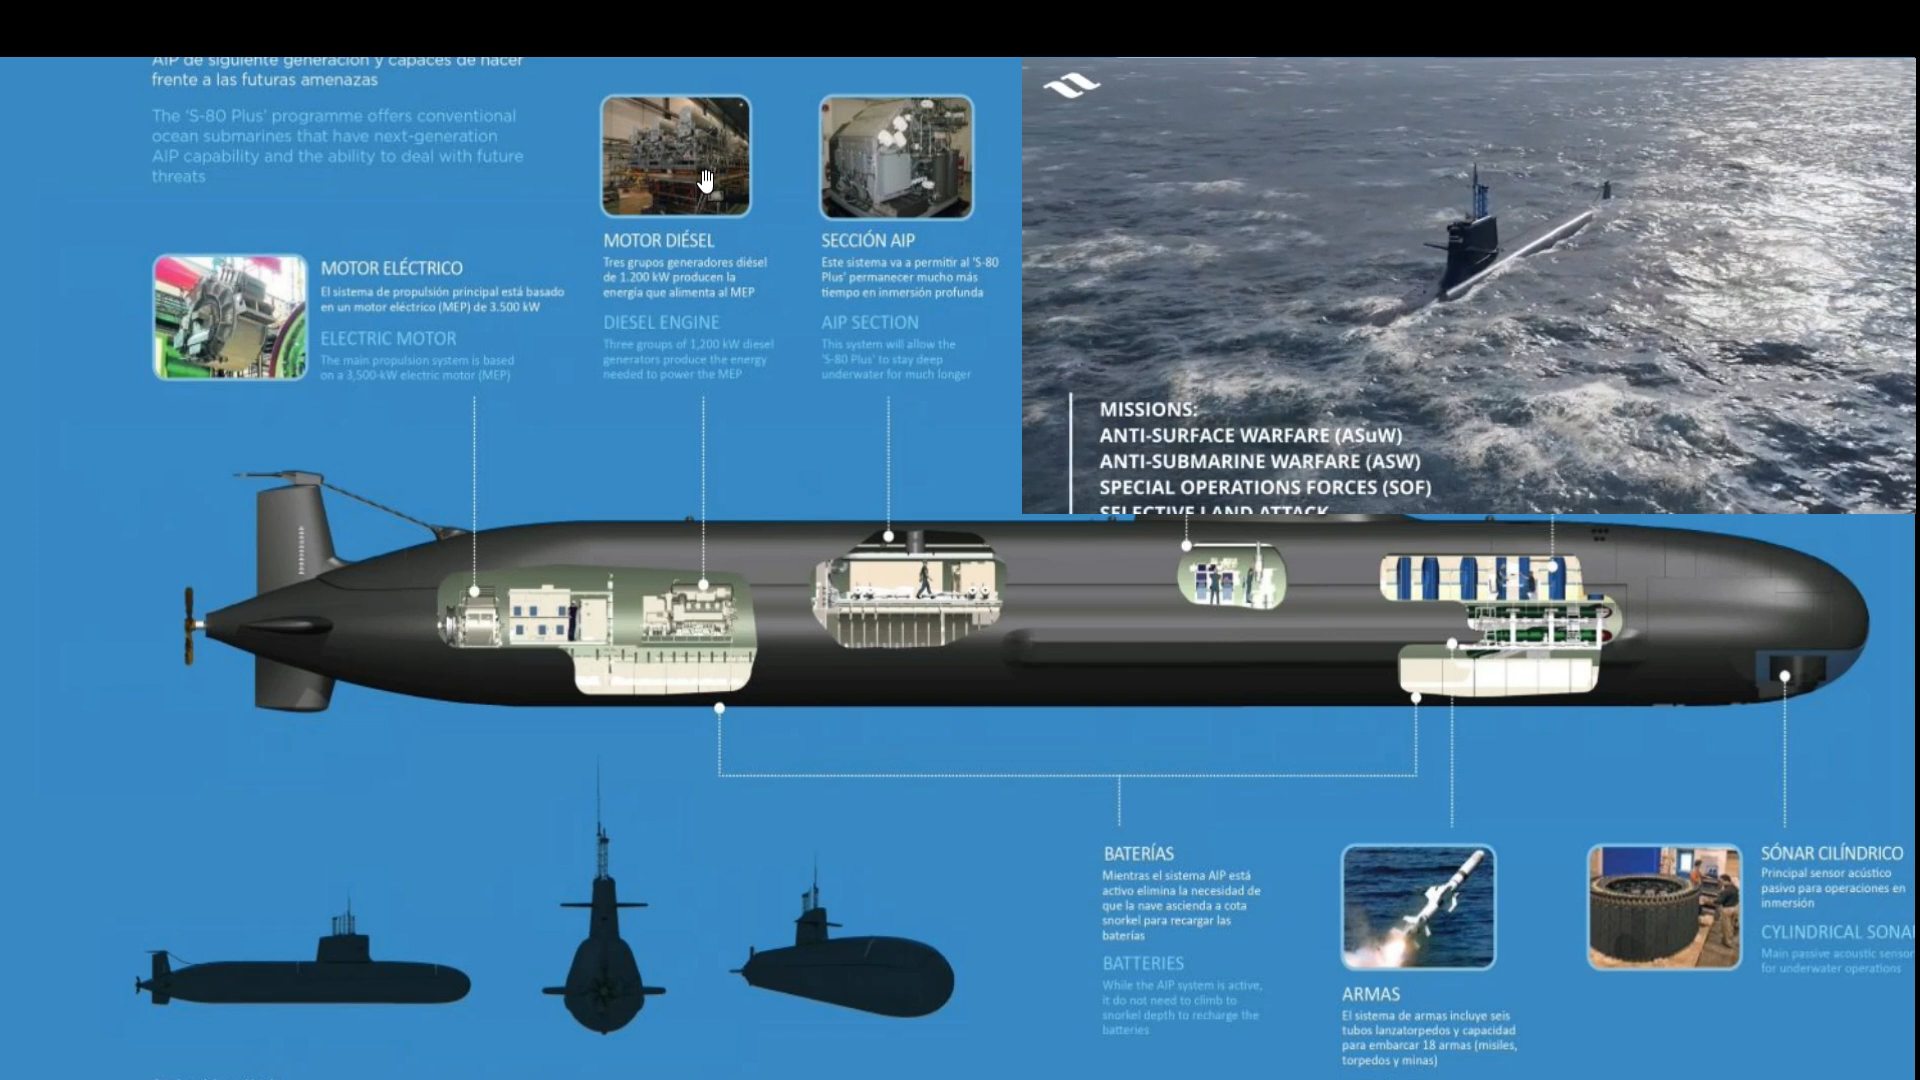 AIP de siguiente generación y capaces de hacer
frente a las futuras amenazas
The 'S-80 Plus' programme offers conventional
ocean submarines that have next-generation
AIP capability and the ability to deal with future
threats
MOTOR ELÉCTRICO
El sistema de propulsión principal está basado
en un motor eléctrico (MEP) de 3.500 kW
ELECTRIC MOTOR
The main propulsion system is based
on a 3,500-kW electric motor (MEP)
MOTOR DIÉSEL
Tres grupos generadores diésel
de 1.200 kW producen la
energía que alimenta al MEP
DIESEL ENGINE
Three groups of 1,200 kW diesel
generators produce the energy
needed to power the MEP
SECCIÓN AIP
Este sistema va a permitir al 'S-80
Plus' permanecer mucho más
tiempo en inmersión profunda
AIP SECTION
This system will allow the
'S-80 Plus' to stay deep
underwater for much longer
MISSIONS:
ANTI-SURFACE WARFARE (ASuW)
ANTI-SUBMARINE WARFARE (ASW)
SPECIAL OPERATIONS FORCES (SOF)
SELECTIVE LAND ATTACK
BATERÍAS
Mientras el sistema AIP está
activo elimina la necesidad de
que la nave ascienda a cota
snorkel para recargar las
baterías
BATTERIES
While the AIP system is active,
it do not need to climb to
snorkel depth to recharge the
batteries
ARMAS
El sistema de armas incluye seis
tubos lanzatorpedos y capacidad
para embarcar 18 armas (misiles,
torpedos y minas)
SÓNAR CILÍNDRICO
Principal sensor acústico
pasivo para operaciones en
inmersión
CYLINDRICAL SONA
Main passive acoustic sensor
for underwater operations